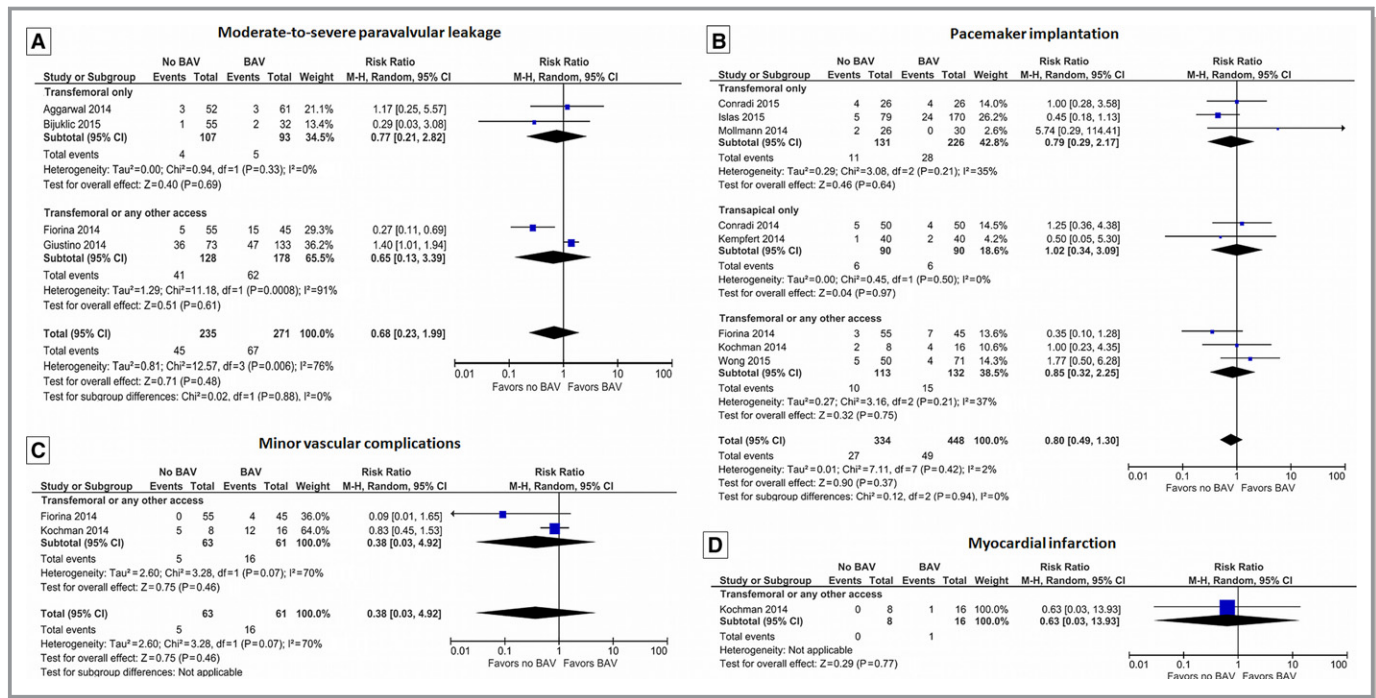 A
Moderate-to-severe paravalvular leakage
No BAV BAV Risk Ratio Risk Ratio
Study or Subgroup Events Total Events Total Weight M-H, Random, 95% CI M-H, Random, 95% CI
Transfemoral only
Aggarwal 2014 3 52 3 61 21.1% 1.17 [0.25, 5.57]
Bijuklic 2015 1 55 2 32 13.4% 0.29 [0.03, 3.08]
Subtotal (95% CI) 107 93 34.5% 0.77 [0.21, 2.82]
Total events 4 5
Heterogeneity: Tau²=0.00; Chi²=0.94, df=1 (P=0.33); I²=0%
Test for overall effect: Z=0.40 (P=0.69)
Transfemoral or any other access
Fiorina 2014 5 55 15 45 29.3% 0.27 [0.11, 0.69]
Giustino 2014 36 73 47 133 36.2% 1.40 [1.01, 1.94]
Subtotal (95% CI) 128 178 65.5% 0.65 [0.13, 3.39]
Total events 41 62
Heterogeneity: Tau²=1.29; Chi²=11.18, df=1 (P=0.0008); I²=91%
Test for overall effect: Z=0.51 (P=0.61)
Total (95% CI) 235 271 100.0% 0.68 [0.23, 1.99]
Total events 45 67
Heterogeneity: Tau²=0.81; Chi²=12.57, df=3 (P=0.006); I²=76%
Test for overall effect: Z=0.71 (P=0.48)
Test for subgroup differences: Chi²=0.02, df=1 (P=0.88), I²=0%
0.01 0.1 1 10 100
Favors no BAV Favors BAV
B
Pacemaker implantation
No BAV BAV Risk Ratio Risk Ratio
Study or Subgroup Events Total Events Total Weight M-H, Random, 95% CI M-H, Random, 95% CI
Transfemoral only
Conradi 2015 4 26 4 26 14.0% 1.00 [0.28, 3.58]
Islas 2015 5 79 24 170 26.2% 0.45 [0.18, 1.13]
Mollmann 2014 2 26 0 30 2.6% 5.74 [0.29, 114.41]
Subtotal (95% CI) 131 226 42.8% 0.79 [0.29, 2.17]
Total events 11 28
Heterogeneity: Tau²=0.29; Chi²=3.08, df=2 (P=0.21); I²=35%
Test for overall effect: Z=0.46 (P=0.64)
Transapical only
Conradi 2014 5 50 4 50 14.5% 1.25 [0.36, 4.38]
Kempfert 2014 1 40 2 40 4.2% 0.50 [0.05, 5.30]
Subtotal (95% CI) 90 90 18.6% 1.02 [0.34, 3.09]
Total events 6 6
Heterogeneity: Tau²=0.00; Chi²=0.45, df=1 (P=0.50); I²=0%
Test for overall effect: Z=0.04 (P=0.97)
Transfemoral or any other access
Fiorina 2014 3 55 7 45 13.6% 0.35 [0.10, 1.28]
Kochman 2014 2 8 4 16 10.6% 1.00 [0.23, 4.35]
Wong 2015 5 50 4 71 14.3% 1.77 [0.50, 6.28]
Subtotal (95% CI) 113 132 38.5% 0.85 [0.32, 2.25]
Total events 10 15
Heterogeneity: Tau²=0.27; Chi²=3.16, df=2 (P=0.21); I²=37%
Test for overall effect: Z=0.32 (P=0.75)
Total (95% CI) 334 448 100.0% 0.80 [0.49, 1.30]
Total events 27 49
Heterogeneity: Tau²=0.01; Chi²=7.11, df=7 (P=0.42); I²=2%
Test for overall effect: Z=0.90 (P=0.37)
Test for subgroup differences: Chi²=0.12, df=2 (P=0.94), I²=0%
0.01 0.1 1 10 100
Favors no BAV Favors BAV
C
Minor vascular complications
No BAV BAV Risk Ratio Risk Ratio
Study or Subgroup Events Total Events Total Weight M-H, Random, 95% CI M-H, Random, 95% CI
Transfemoral or any other access
Fiorina 2014 0 55 4 45 36.0% 0.09 [0.01, 1.65]
Kochman 2014 5 8 12 16 64.0% 0.83 [0.45, 1.53]
Subtotal (95% CI) 63 61 100.0% 0.38 [0.03, 4.92]
Total events 5 16
Heterogeneity: Tau²=2.60; Chi²=3.28, df=1 (P=0.07); I²=70%
Test for overall effect: Z=0.75 (P=0.46)
Total (95% CI) 63 61 100.0% 0.38 [0.03, 4.92]
Total events 5 16
Heterogeneity: Tau²=2.60; Chi²=3.28, df=1 (P=0.07); I²=70%
Test for overall effect: Z=0.75 (P=0.46)
Test for subgroup differences: Not applicable
0.01 0.1 1 10 100
Favors no BAV Favors BAV
D
Myocardial infarction
No BAV BAV Risk Ratio Risk Ratio
Study or Subgroup Events Total Events Total Weight M-H, Random, 95% CI M-H, Random, 95% CI
Transfemoral or any other access
Kochman 2014 0 8 1 16 100.0% 0.63 [0.03, 13.93]
Subtotal (95% CI) 8 16 100.0% 0.63 [0.03, 13.93]
Total events 0 1
Heterogeneity: Not applicable
Test for overall effect: Z=0.29 (P=0.77)
0.01 0.1 1 10 100
Favors no BAV Favors BAV